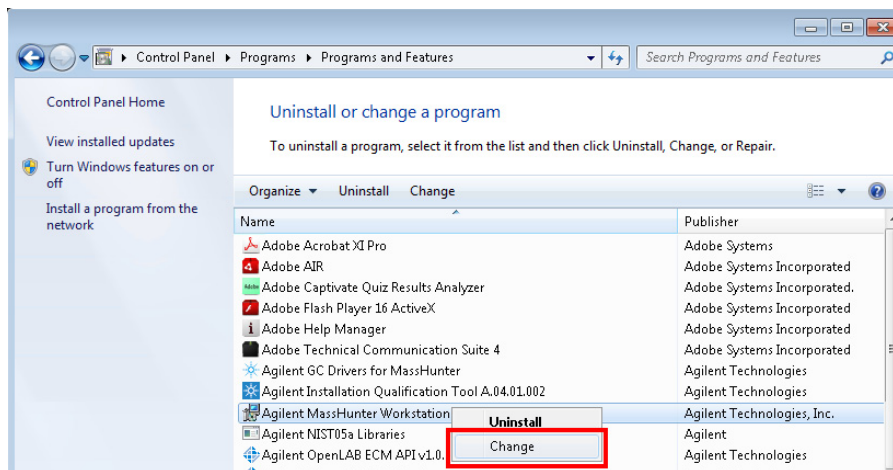 Control Panel Programs Programs and Features Search Programs and Features
Control Panel Home
View installed updates
Turn Windows features on or
off
Install a program from the
network
Uninstall or change a program
To uninstall a program, select it from the list and then click Uninstall, Change, or Repair.
Organize Uninstall Change
Name Publisher
Adobe Acrobat XI Pro Adobe Systems
Adobe AIR Adobe Systems Incorporated
Adobe Captivate Quiz Results Analyzer Adobe Systems Incorporated.
Adobe Flash Player 16 ActiveX Adobe Systems Incorporated
Adobe Help Manager Adobe Systems Incorporated
Adobe Technical Communication Suite 4 Adobe Systems Incorporated
Agilent GC Drivers for MassHunter Agilent Technologies
Agilent Installation Qualification Tool A.04.01.002 Agilent Technologies
Agilent MassHunter Workstation Agilent Technologies, Inc.
Uninstall
Agilent NIST05a Libraries Agilent
Change
Agilent OpenLAB ECM API v1.0. Agilent Technologies